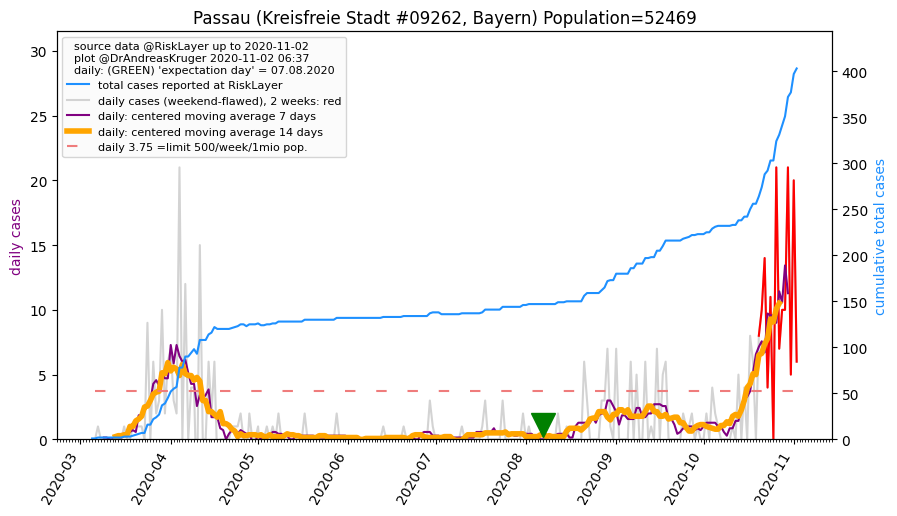 Passau (Kreisfreie Stadt #09262, Bayern) Population=52469
source data @RiskLayer up to 2020-11-02
plot @DrAndreasKruger 2020-11-02 06:37
daily: (GREEN) 'expectation day' = 07.08.2020
total cases reported at RiskLayer
daily cases (weekend-flawed), 2 weeks: red
daily: centered moving average 7 days
daily: centered moving average 14 days
daily 3.75 =limit 500/week/1mio pop.
daily cases
30
25
20
15
10
5
0
cumulative total cases
400
350
300
250
200
150
100
50
0
2020-03
2020-04
2020-05
2020-06
2020-07
2020-08
2020-09
2020-10
2020-11